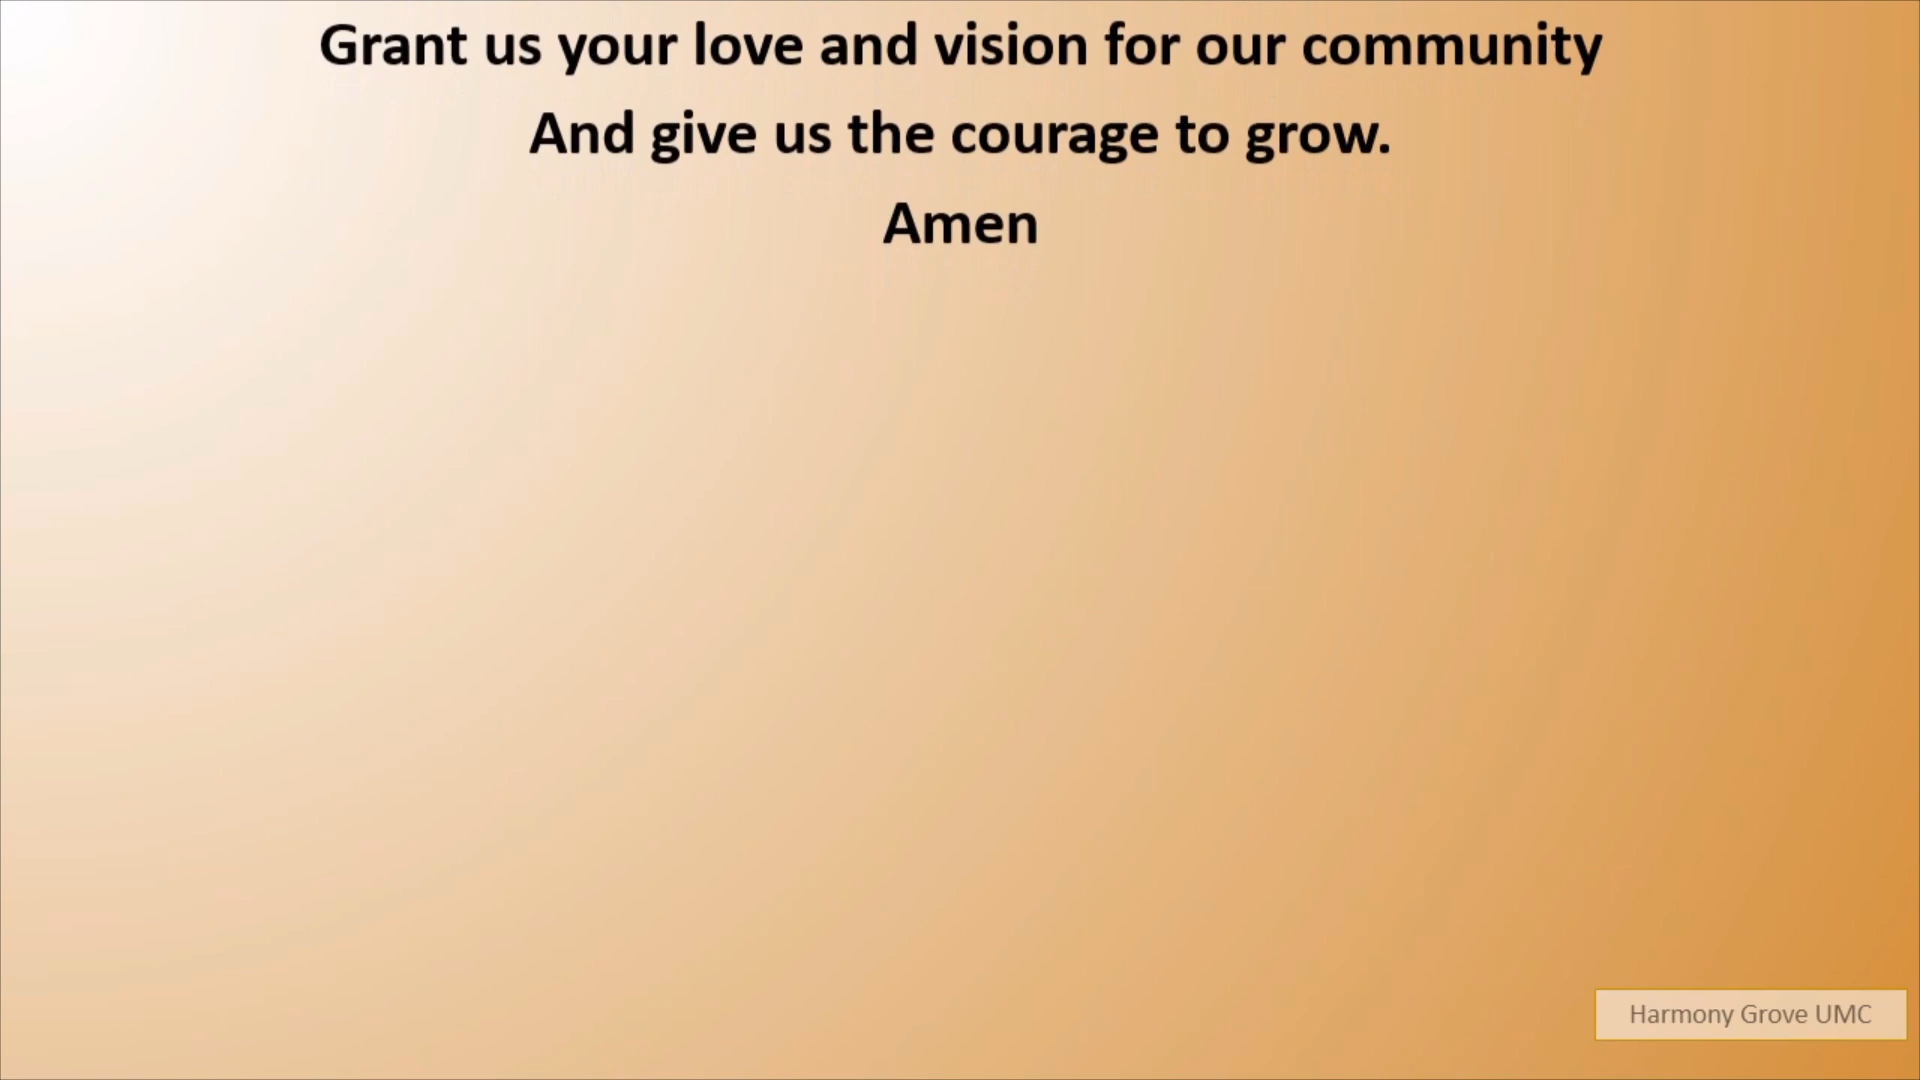 Grant us your love and vision for our community
And give us the courage to grow.
Amen
Harmony Grove UMC